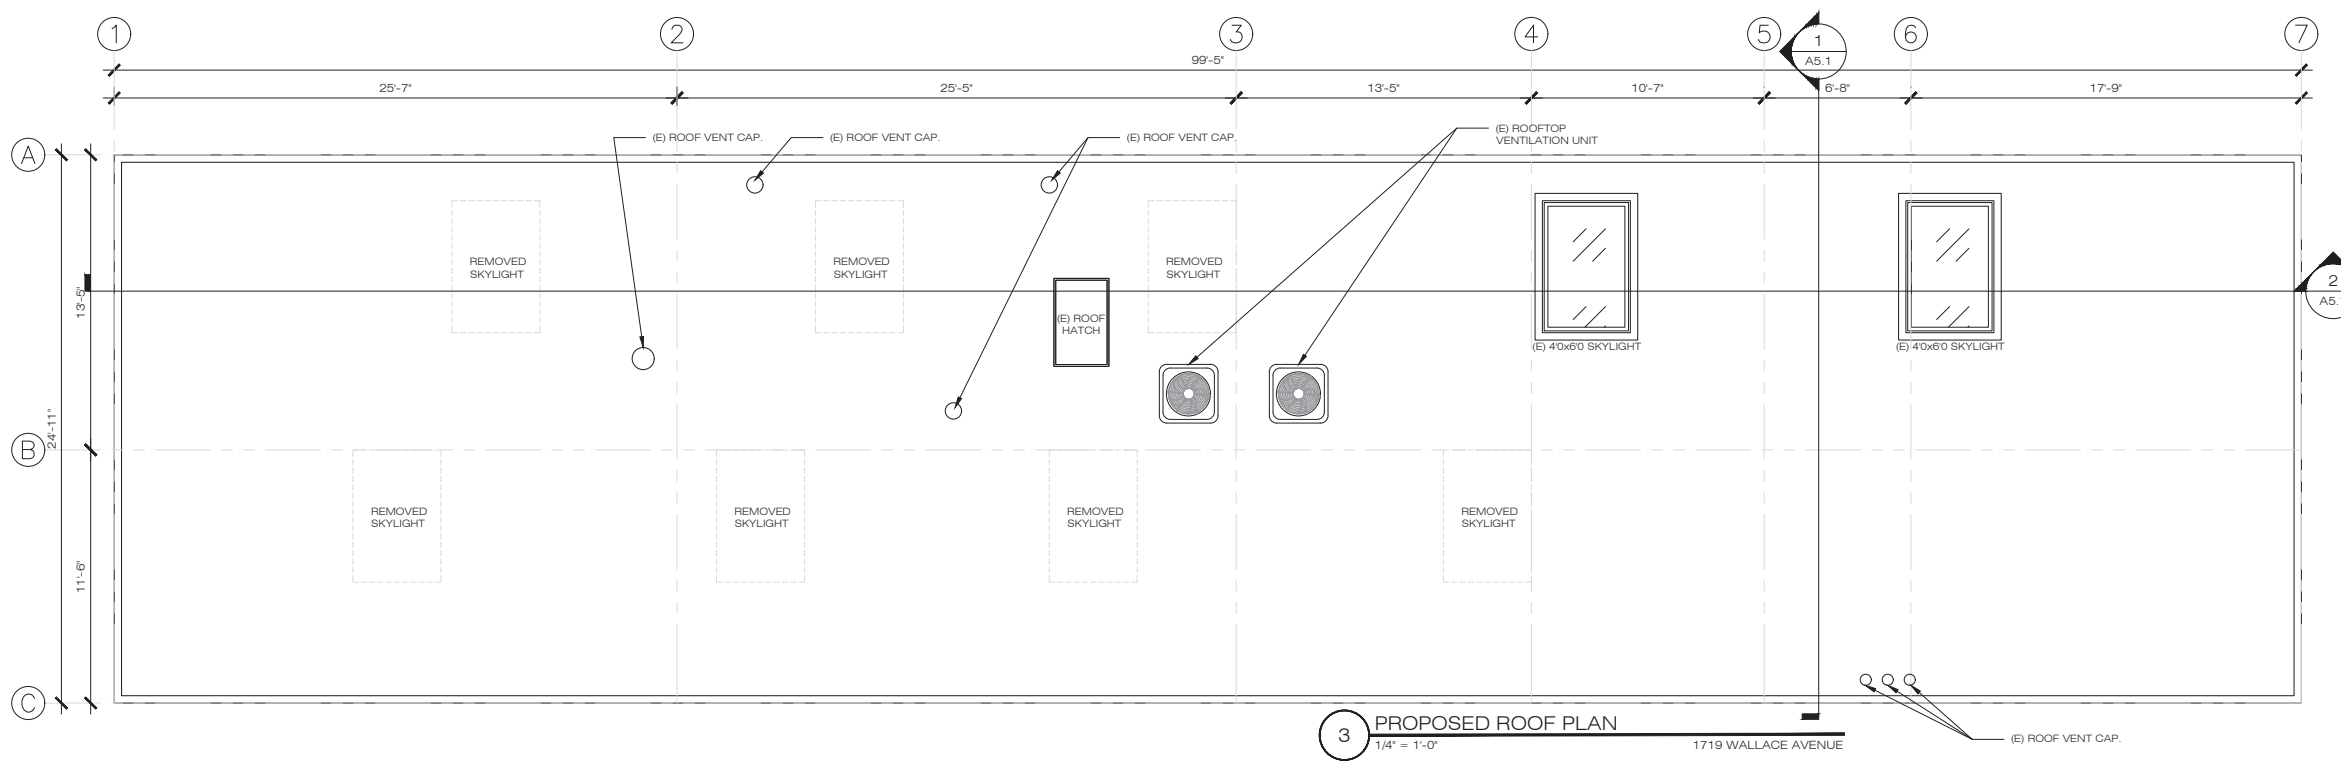 1
2
3
4
5
6
7
1
A5.1
99'-5"
25'-7"
25'-5"
13'-5"
10'-7"
6'-8"
17'-9"
(E) ROOF VENT CAP.
(E) ROOF VENT CAP.
(E) ROOF VENT CAP.
(E) ROOFTOP
VENTILATION UNIT
A
B
C
13'-5"
24'-11"
11'-6"
REMOVED
SKYLIGHT
REMOVED
SKYLIGHT
REMOVED
SKYLIGHT
(E) ROOF
HATCH
(E) 4'0x6'0 SKYLIGHT
(E) 4'0x6'0 SKYLIGHT
2
A5.
REMOVED
SKYLIGHT
REMOVED
SKYLIGHT
REMOVED
SKYLIGHT
REMOVED
SKYLIGHT
3
PROPOSED ROOF PLAN
1/4" = 1'-0"
1719 WALLACE AVENUE
(E) ROOF VENT CAP.